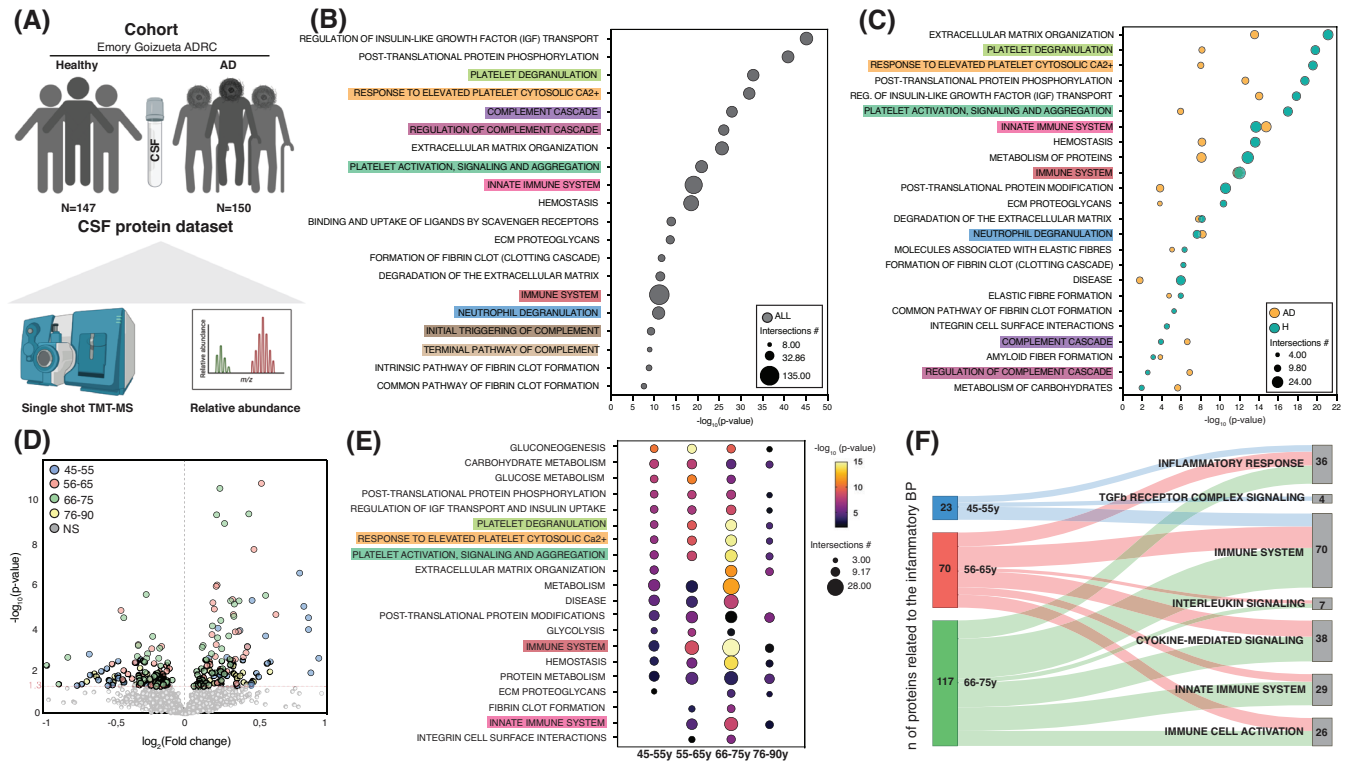 (A)
Cohort
Emory Goizueta ADRC
Healthy
AD
CSF
N=147
N=150
CSF protein dataset
Relative abundance
m/z
Single shot TMT-MS
Relative abundance
(B)
REGULATION OF INSULIN-LIKE GROWTH FACTOR (IGF) TRANSPORT
POST-TRANSLATIONAL PROTEIN PHOSPHORYLATION
PLATELET DEGRANULATION
RESPONSE TO ELEVATED PLATELET CYTOSOLIC CA2+
COMPLEMENT CASCADE
REGULATION OF COMPLEMENT CASCADE
EXTRACELLULAR MATRIX ORGANIZATION
PLATELET ACTIVATION, SIGNALING AND AGGREGATION
INNATE IMMUNE SYSTEM
HEMOSTASIS
BINDING AND UPTAKE OF LIGANDS BY SCAVENGER RECEPTORS
ECM PROTEOGLYCANS
FORMATION OF FIBRIN CLOT (CLOTTING CASCADE)
DEGRADATION OF THE EXTRACELLULAR MATRIX
IMMUNE SYSTEM
NEUTROPHIL DEGRANULATION
INITIAL TRIGGERING OF COMPLEMENT
TERMINAL PATHWAY OF COMPLEMENT
INTRINSIC PATHWAY OF FIBRIN CLOT FORMATION
COMMON PATHWAY OF FIBRIN CLOT FORMATION
ALL
Intersections #
8.00
32.86
135.00
0 5 10 15 20 25 30 35 40 45 50
-log10(p-value)
(C)
EXTRACELLULAR MATRIX ORGANIZATION
PLATELET DEGRANULATION
RESPONSE TO ELEVATED PLATELET CYTOSOLIC CA2+
POST-TRANSLATIONAL PROTEIN PHOSPHORYLATION
REG. OF INSULIN-LIKE GROWTH FACTOR (IGF) TRANSPORT
PLATELET ACTIVATION, SIGNALING AND AGGREGATION
INNATE IMMUNE SYSTEM
HEMOSTASIS
METABOLISM OF PROTEINS
IMMUNE SYSTEM
POST-TRANSLATIONAL PROTEIN MODIFICATION
ECM PROTEOGLYCANS
DEGRADATION OF THE EXTRACELLULAR MATRIX
NEUTROPHIL DEGRANULATION
MOLECULES ASSOCIATED WITH ELASTIC FIBRES
FORMATION OF FIBRIN CLOT (CLOTTING CASCADE)
DISEASE
ELASTIC FIBRE FORMATION
COMMON PATHWAY OF FIBRIN CLOT FORMATION
INTEGRIN CELL SURFACE INTERACTIONS
COMPLEMENT CASCADE
AMYLOID FIBER FORMATION
REGULATION OF COMPLEMENT CASCADE
METABOLISM OF CARBOHYDRATES
AD
H
Intersections #
4.00
9.80
24.00
0 2 4 6 8 10 12 14 16 18 20 22
-log10 (p-value)
(D)
45-55
56-65
66-75
76-90
NS
10
8
6
4
2
1.3
0
-log10(p-value)
-1 -0,5 0 0,5 1
log2(Fold change)
(E)
GLUCONEOGENESIS
CARBOHYDRATE METABOLISM
GLUCOSE METABOLISM
POST-TRANSLATIONAL PROTEIN PHOSPHORYLATION
REGULATION OF IGF TRANSPORT AND INSULIN UPTAKE
PLATELET DEGRANULATION
RESPONSE TO ELEVATED PLATELET CYTOSOLIC Ca2+
PLATELET ACTIVATION, SIGNALING AND AGGREGATION
EXTRACELLULAR MATRIX ORGANIZATION
METABOLISM
DISEASE
POST-TRANSLATIONAL PROTEIN MODIFICATIONS
GLYCOLYSIS
IMMUNE SYSTEM
HEMOSTASIS
PROTEIN METABOLISM
ECM PROTEOGLYCANS
FIBRIN CLOT FORMATION
INNATE IMMUNE SYSTEM
INTEGRIN CELL SURFACE INTERACTIONS
45-55y 55-65y 66-75y 76-90y
-log10 (p-value)
15
10
5
Intersections #
3.00
9.17
28.00
(F)
n of proteins related to the infammatory BP
23 45-55y
70 56-65y
117 66-75y
INFLAMMATORY RESPONSE 36
TGFb RECEPTOR COMPLEX SIGNALING 4
IMMUNE SYSTEM 70
INTERLEUKIN SIGNALING 7
CYOKINE-MEDIATED SIGNALING 38
INNATE IMMUNE SYSTEM 29
IMMUNE CELL ACTIVATION 26